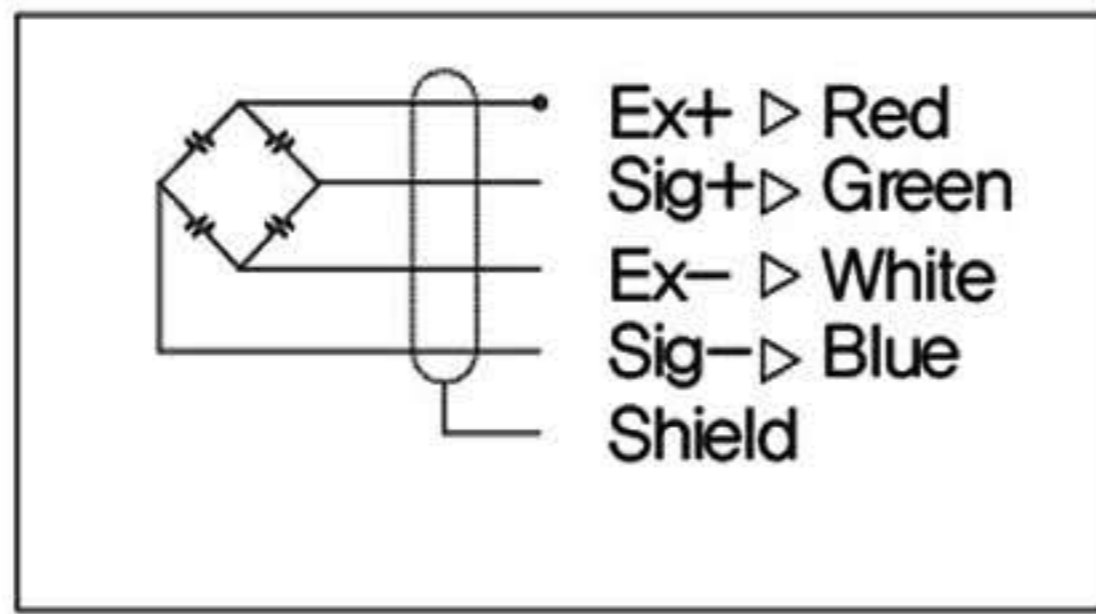 Ex+ ▷ Red
Sig+ ▷ Green
Ex− ▷ White
Sig− ▷ Blue
Shield